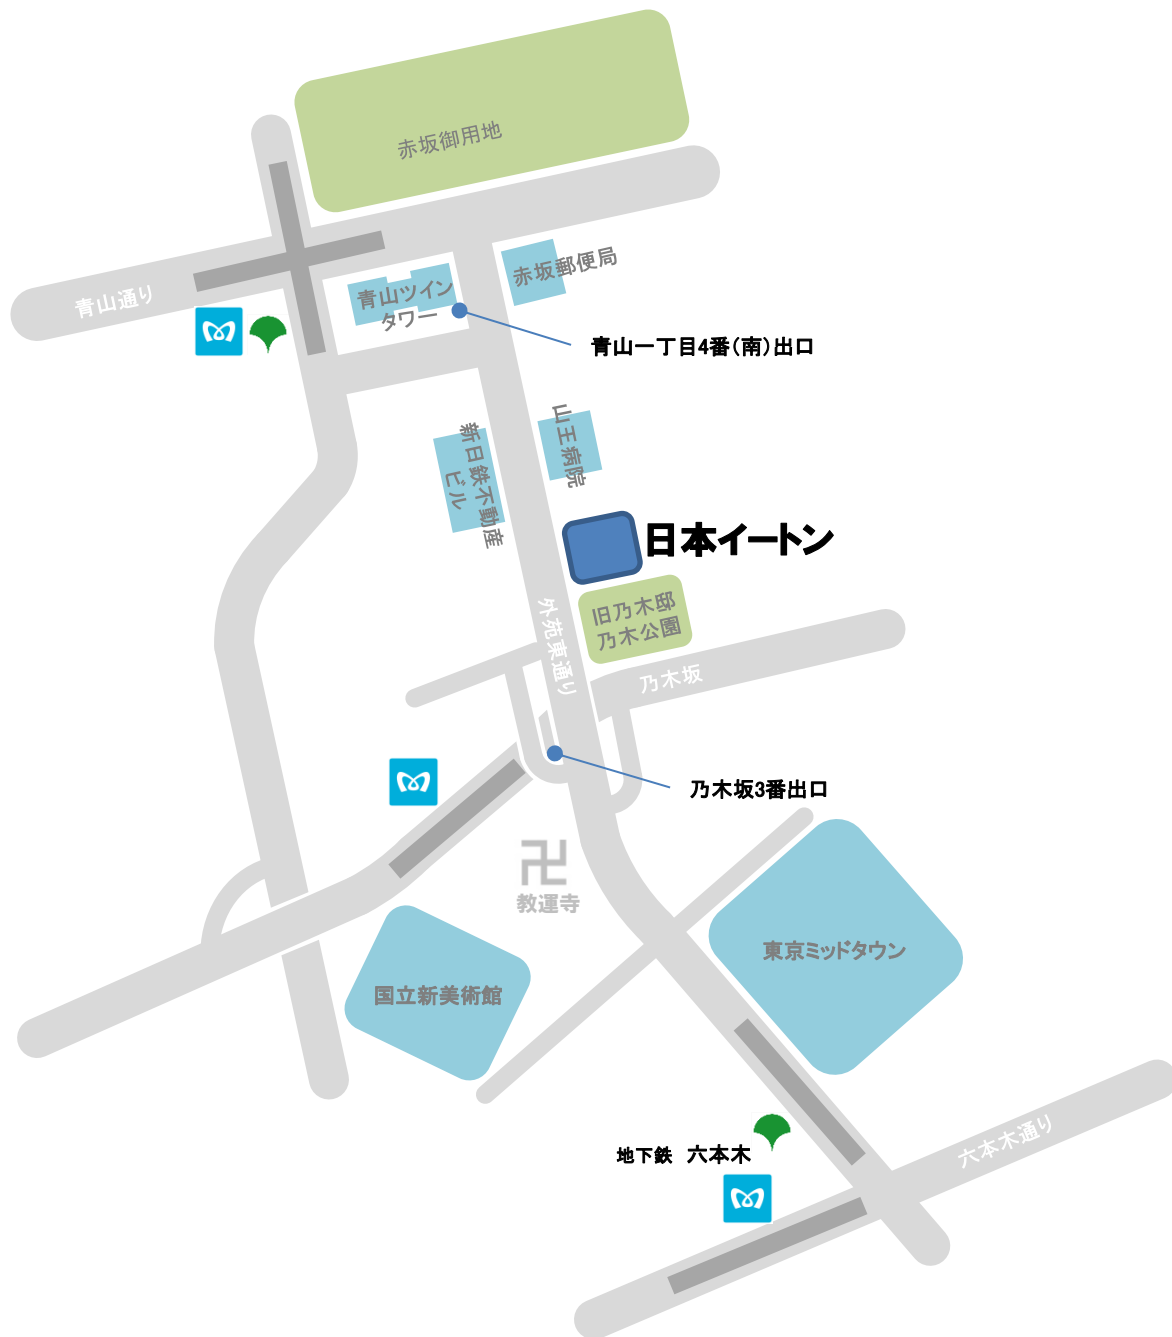 赤坂御用地
青山通り
赤坂郵便局
青山ツイン
タワー
青山一丁目4番（南）出口
山王病院
新日鉄不動産
ビル
日本イートン
旧乃木邸
乃木公園
外苑東通り
乃木坂
乃木坂3番出口
卍
教運寺
東京ミッドタウン
国立新美術館
六本木通り
地下鉄　六本木